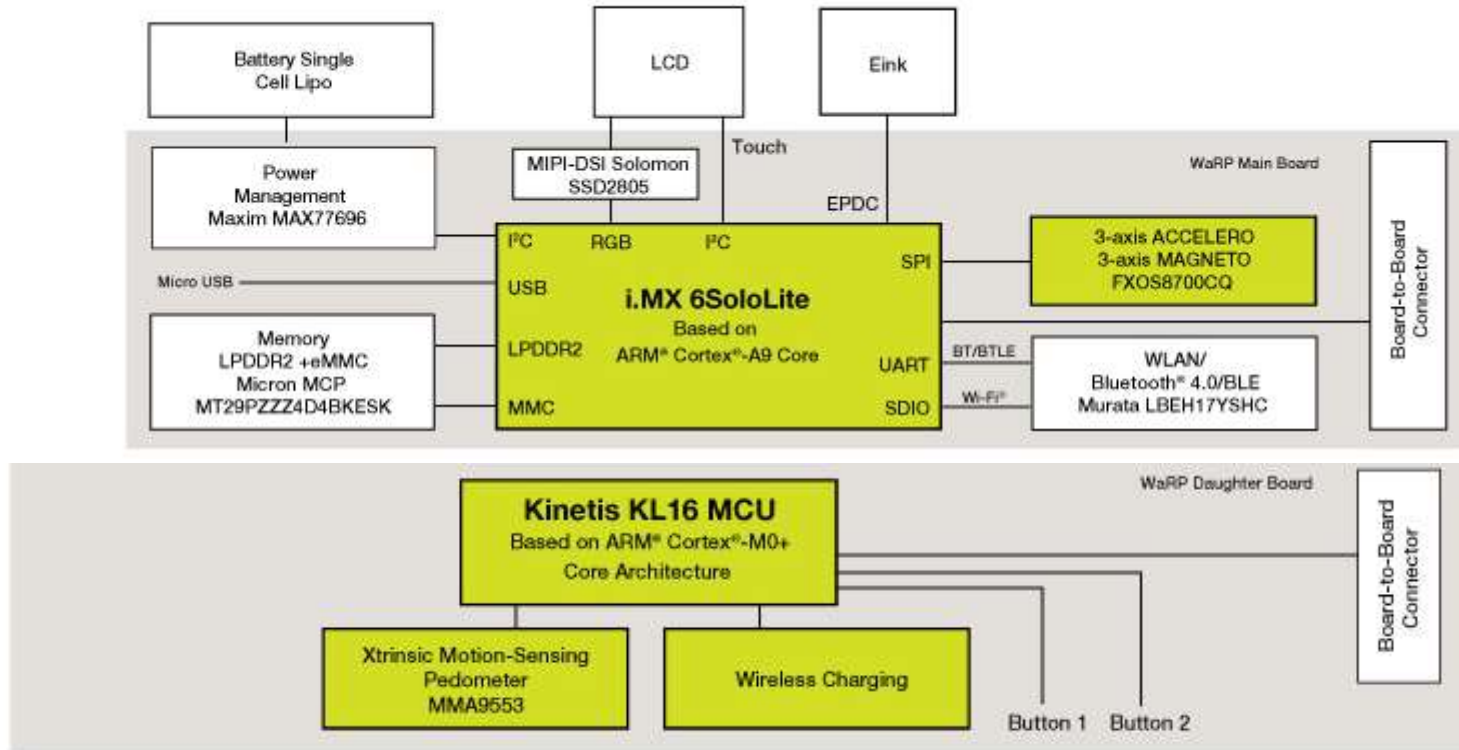 Battery Single
Cell Lipo
LCD
Eink
Touch
WaRP Main Board
Power
Management
Maxim MAX77696
MIPI-DSI Solomon
SSD2805
EPDC
I²C
RGB
I²C
SPI
3-axis ACCELERO
3-axis MAGNETO
FXOS8700CQ
Board-to-Board
Connector
Micro USB
USB
i.MX 6SoloLite
Based on
ARM® Cortex®-A9 Core
Memory
LPDDR2 +eMMC
Micron MCP
MT29PZZZ4D4BKESK
LPDDR2
MMC
UART
BT/BTLE
SDIO
Wi-Fi®
WLAN/
Bluetooth® 4.0/BLE
Murata LBEH17YSHC
WaRP Daughter Board
Kinetis KL16 MCU
Based on ARM® Cortex®-M0+
Core Architecture
Board-to-Board
Connector
Xtrinsic Motion-Sensing
Pedometer
MMA9553
Wireless Charging
Button 1
Button 2